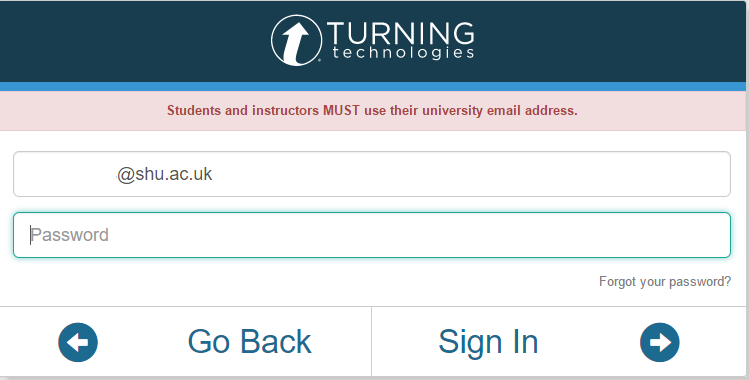 TURNING
technologies
Students and instructors MUST use their university email address.
@shu.ac.uk
Password
Forgot your password?
Go Back
Sign In